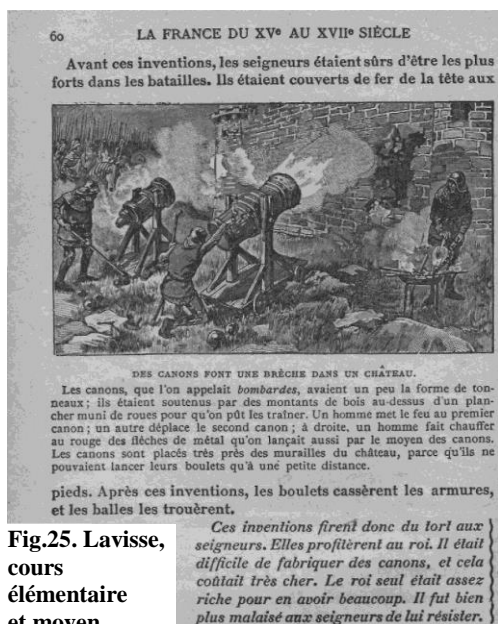 60 LA FRANCE DU XVe AU XVIIe SIÈCLE
Avant ces inventions, les seigneurs étaient sûrs d'être les plus
forts dans les batailles. Ils étaient couverts de fer de la tête aux
DES CANONS FONT UNE BRÈCHE DANS UN CHÂTEAU.
Les canons, que l'on appelait bombardes, avaient un peu la forme de ton-
neaux; ils étaient soutenus par des montants de bois au-dessus d'un plan-
cher muni de roues pour qu'on pût les traîner. Un homme met le feu au premier
canon; un autre déplace le second canon; à droite, un homme fait chauffer
au rouge des flèches de métal qu'on lançait aussi par le moyen des canons.
Les canons sont placés très près des murailles du château, parce qu'ils ne
pouvaient lancer leurs boulets qu'à une petite distance.
pieds. Après ces inventions, les boulets cassèrent les armures,
et les balles les trouèrent.
Ces inventions firent donc du tort aux
seigneurs. Elles profitèrent au roi. Il était
difficile de fabriquer des canons, et cela
coûtait très cher. Le roi seul était assez
riche pour en avoir beaucoup. Il fut bien
plus malaisé aux seigneurs de lui résister.
Fig.25. Lavisse,
cours
élémentaire
et moyen